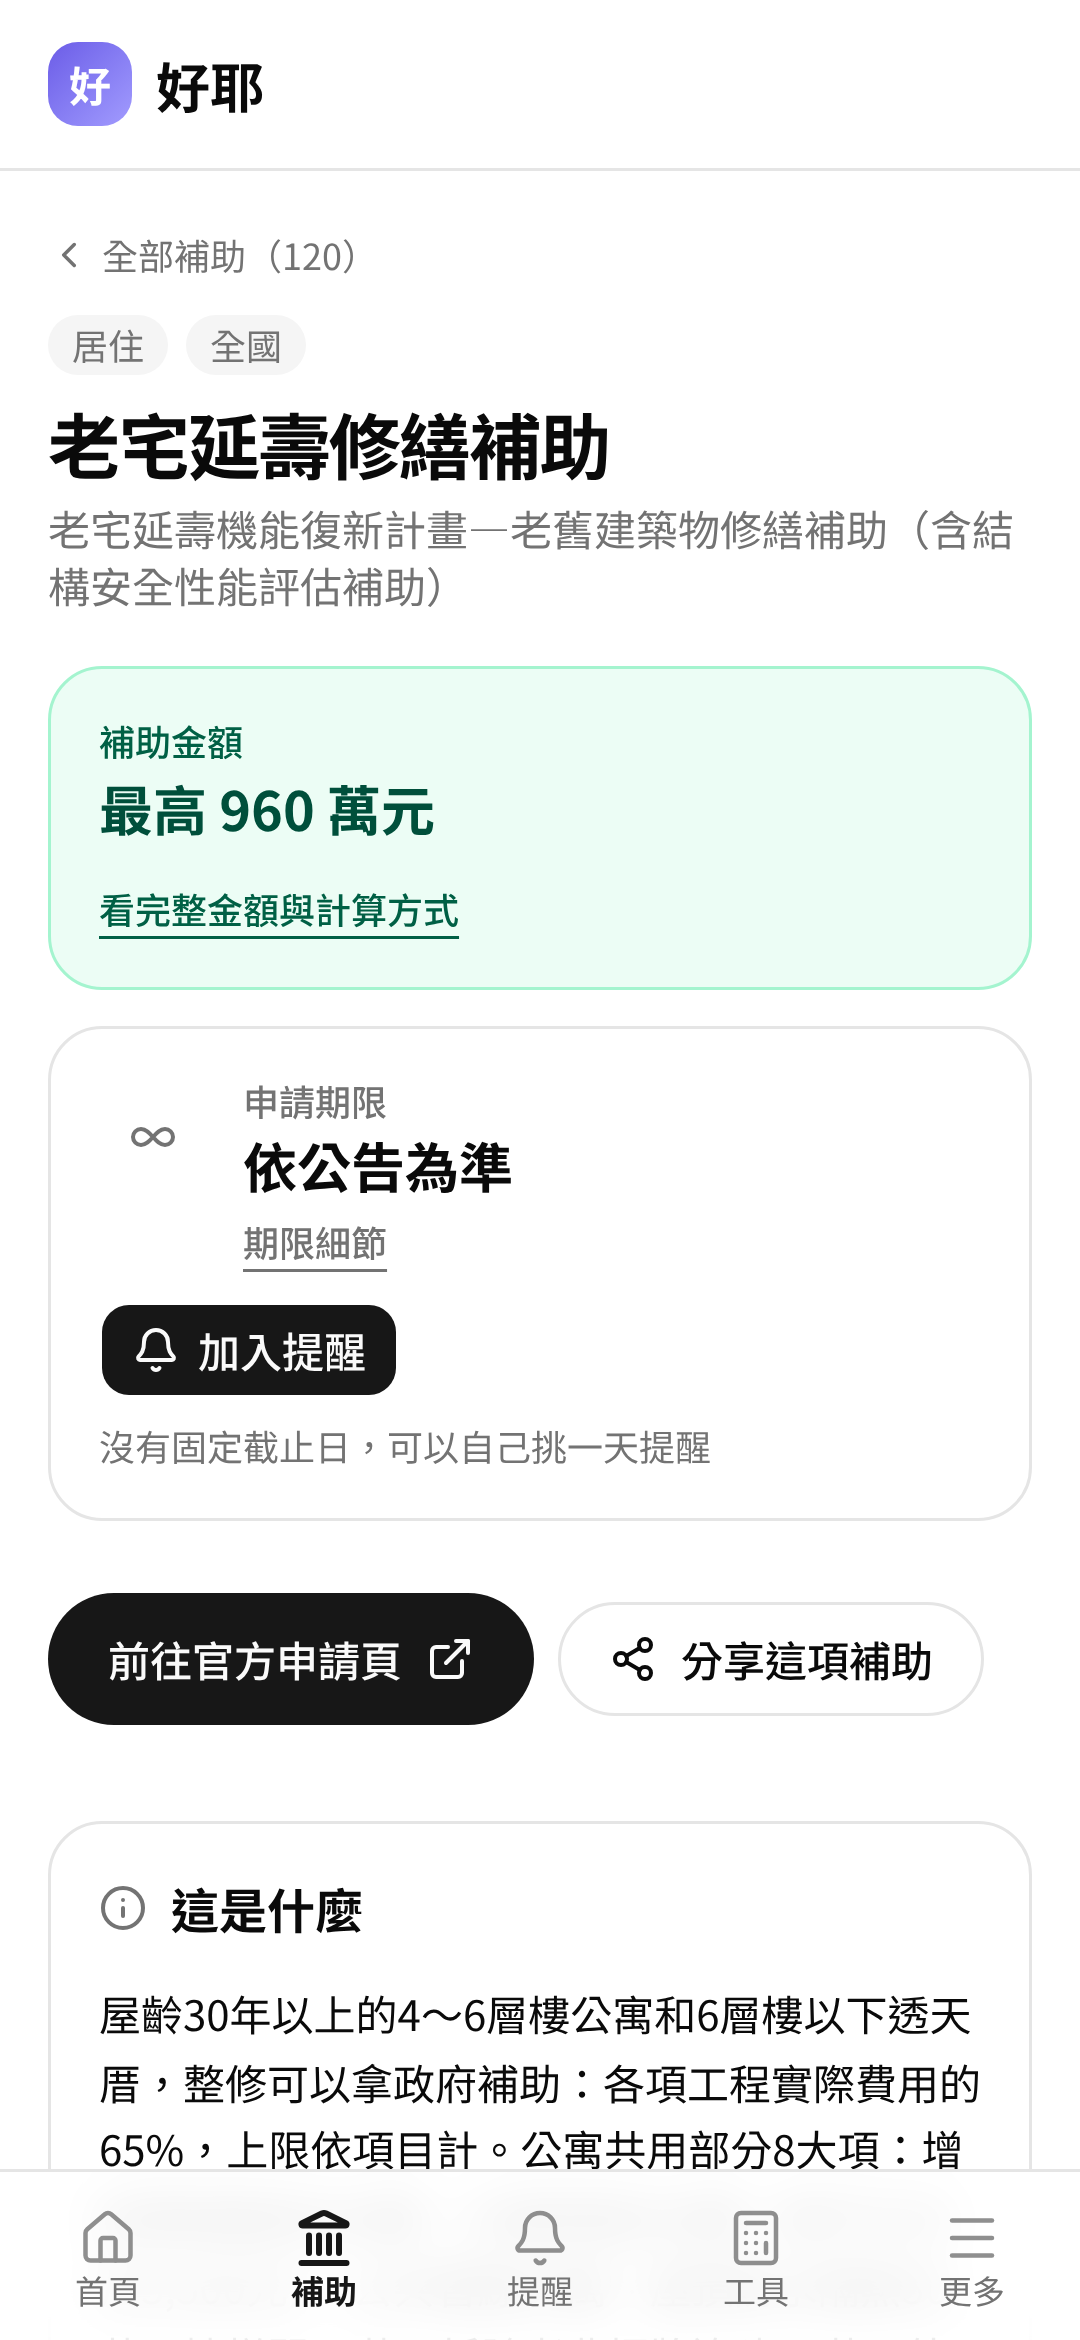 好 好耶
全部補助（120）
居住 全國
老宅延壽修繕補助
老宅延壽機能復新計畫—老舊建築物修繕補助（含結
構安全性能評估補助）
補助金額
最高 960 萬元
看完整金額與計算方式
申請期限
依公告為準
期限細節
加入提醒
沒有固定截止日，可以自己挑一天提醒
前往官方申請頁 分享這項補助
這是什麼
屋齡30年以上的4～6層樓公寓和6層樓以下透天
厝，整修可以拿政府補助：各項工程實際費用的
65%，上限依項目計。公寓共用部分8大項：增
首頁 補助 提醒 工具 更多